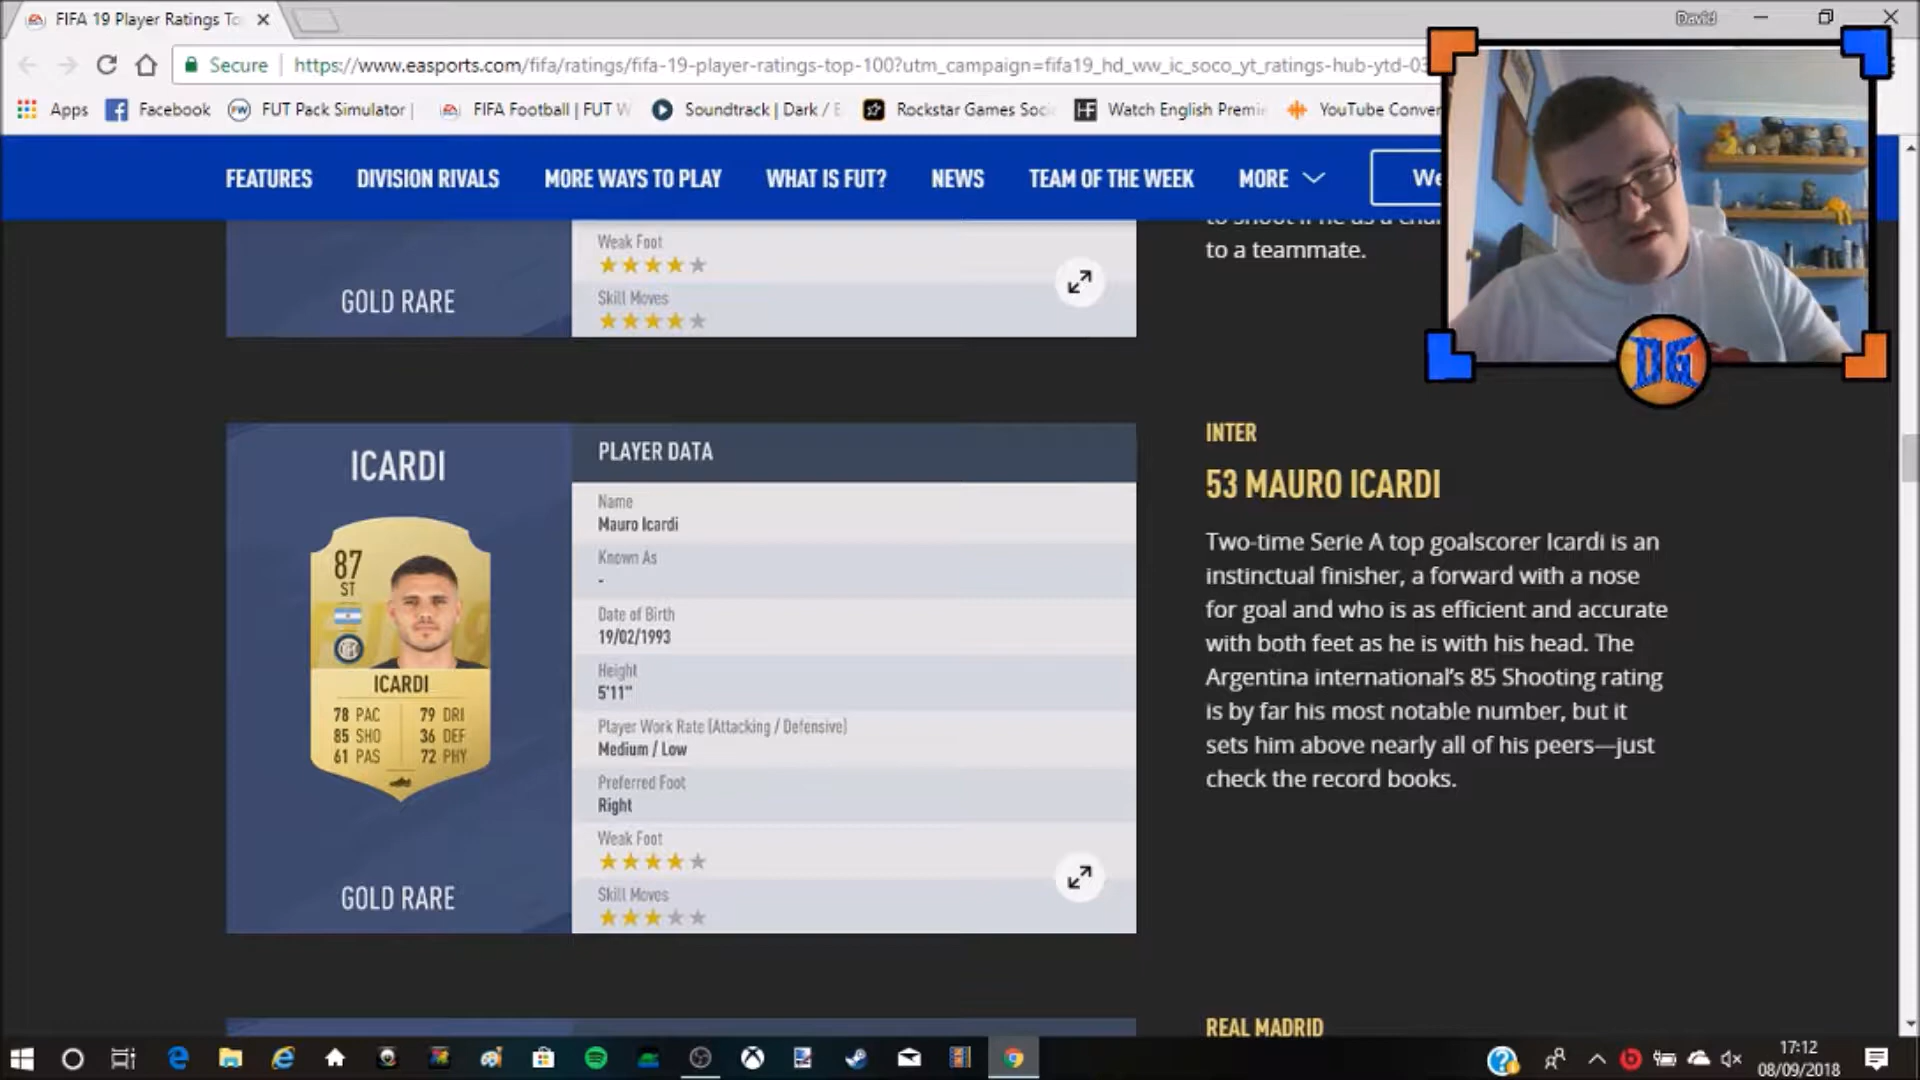 FIFA 19 Player Ratings To
David
Secure
https://www.easports.com/fifa/ratings/fifa-19-player-ratings-top-100?utm_campaign=fifa19_hd_ww_ic_soco_yt_ratings-hub-ytd-03
Apps
Facebook
FUT Pack Simulator |
FIFA Football | FUT W
Soundtrack | Dark / E
Rockstar Games Soc
HF
Watch English Premi
YouTube Conver
FEATURES
DIVISION RIVALS
MORE WAYS TO PLAY
WHAT IS FUT?
NEWS
TEAM OF THE WEEK
MORE
We
DG
GOLD RARE
Weak Foot
Skill Moves
to a teammate.
ICARDI
87
ST
ICARDI
78 PAC 79 DRI
85 SHO 36 DEF
61 PAS 72 PHY
GOLD RARE
PLAYER DATA
Name
Mauro Icardi
Known As
-
Date of Birth
19/02/1993
Height
5'11"
Player Work Rate (Attacking / Defensive)
Medium / Low
Preferred Foot
Right
Weak Foot
Skill Moves
INTER
53 MAURO ICARDI
Two-time Serie A top goalscorer Icardi is an
instinctual finisher, a forward with a nose
for goal and who is as efficient and accurate
with both feet as he is with his head. The
Argentina international’s 85 Shooting rating
is by far his most notable number, but it
sets him above nearly all of his peers—just
check the record books.
REAL MADRID
17:12
08/09/2018